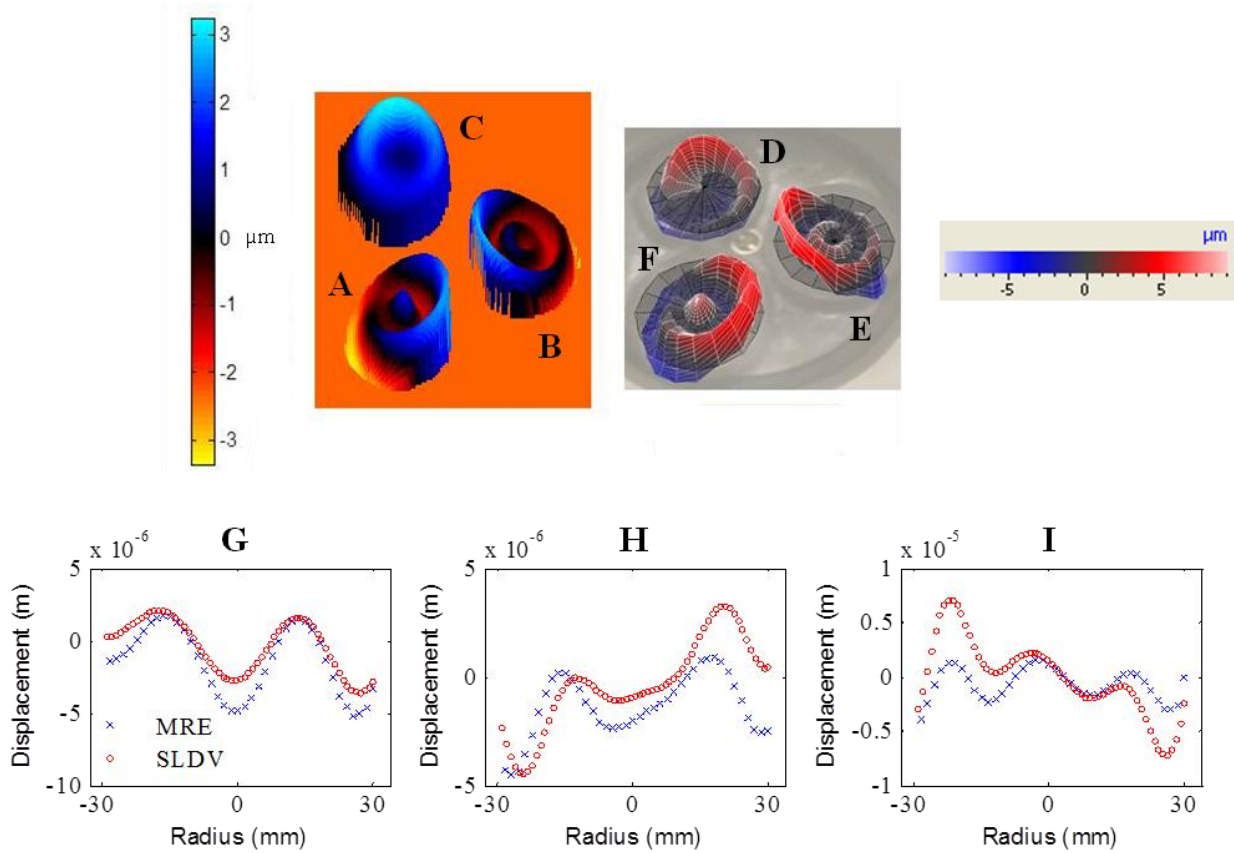 3
2
1
0 μm
-1
-2
-3
C
A
B
D
F
E
μm
-5 0 5
G
x 10^-6
5
0
-5
-10
Displacement (m)
× MRE
○ SLDV
-30 0 30
Radius (mm)
H
x 10^-6
5
0
-5
Displacement (m)
-30 0 30
Radius (mm)
I
x 10^-5
1
0.5
0
-0.5
-1
Displacement (m)
-30 0 30
Radius (mm)